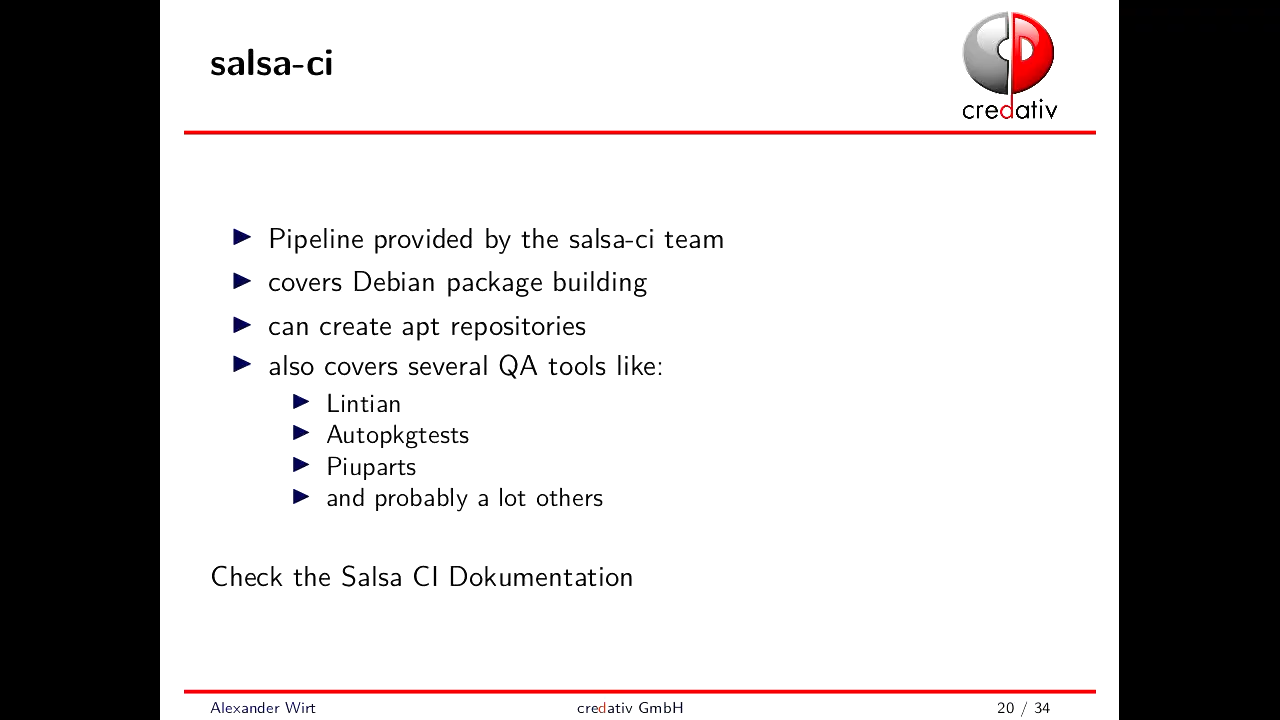 salsa-ci
credativ
Pipeline provided by the salsa-ci team
covers Debian package building
can create apt repositories
also covers several QA tools like:
Lintian
Autopkgtests
Piuparts
and probably a lot others
Check the Salsa CI Dokumentation
Alexander Wirt
credativ GmbH
20 / 34